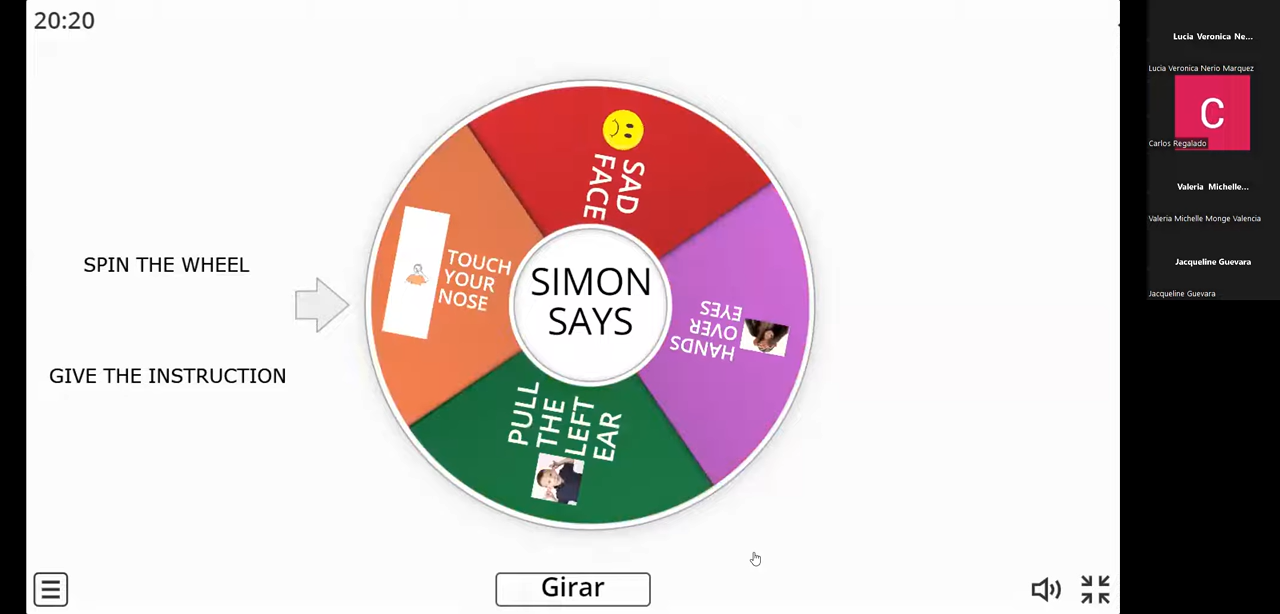 20:20
SPIN THE WHEEL
GIVE THE INSTRUCTION
SAD
FACE
TOUCH
YOUR
NOSE
SIMON
SAYS
HANDS
OVER
EYES
PULL
THE
LEFT
EAR
Girar
Lucia Veronica Ne...
Lucia Veronica Nerio Marquez
C
Carlos Regalado
Valeria Michelle...
Valeria Michelle Monge Valencia
Jacqueline Guevara
Jacqueline Guevara